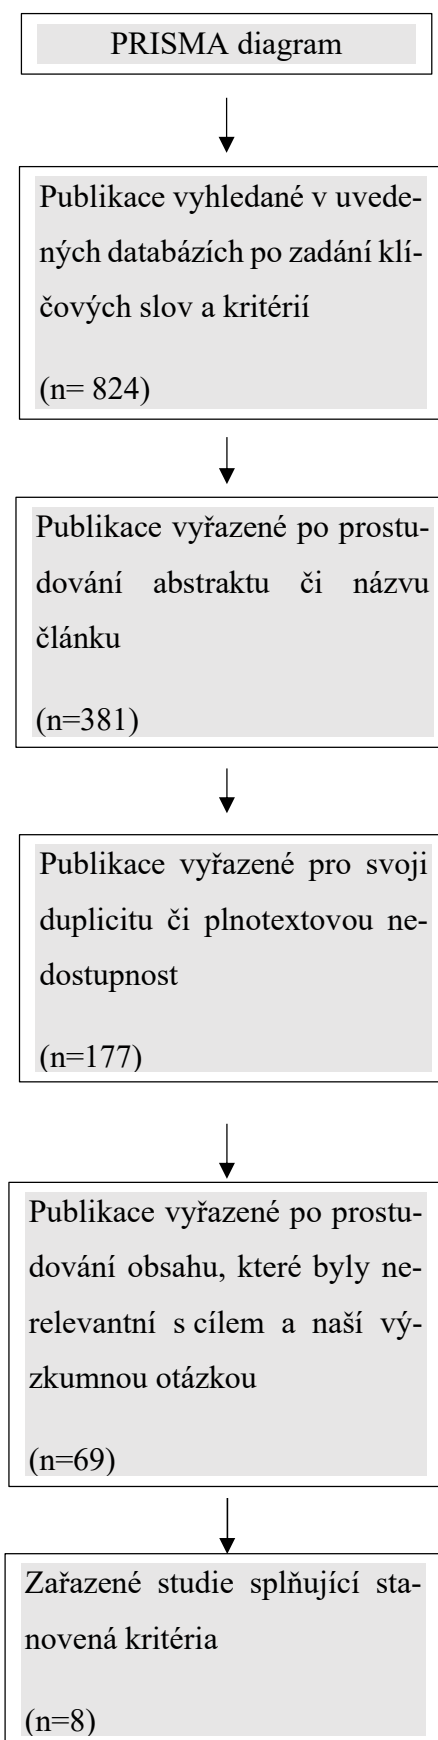 PRISMA diagram
Publikace vyhledané v uvede-
ných databázích po zadání klí-
čových slov a kritérií
(n= 824)
Publikace vyřazené po prostu-
dování abstraktu či názvu
článku
(n=381)
Publikace vyřazené pro svoji
duplicitu či plnotextovou ne-
dostupnost
(n=177)
Publikace vyřazené po prostu-
dování obsahu, které byly ne-
relevantní s cílem a naší vý-
zkumnou otázkou
(n=69)
Zařazené studie splňující sta-
novená kritéria
(n=8)